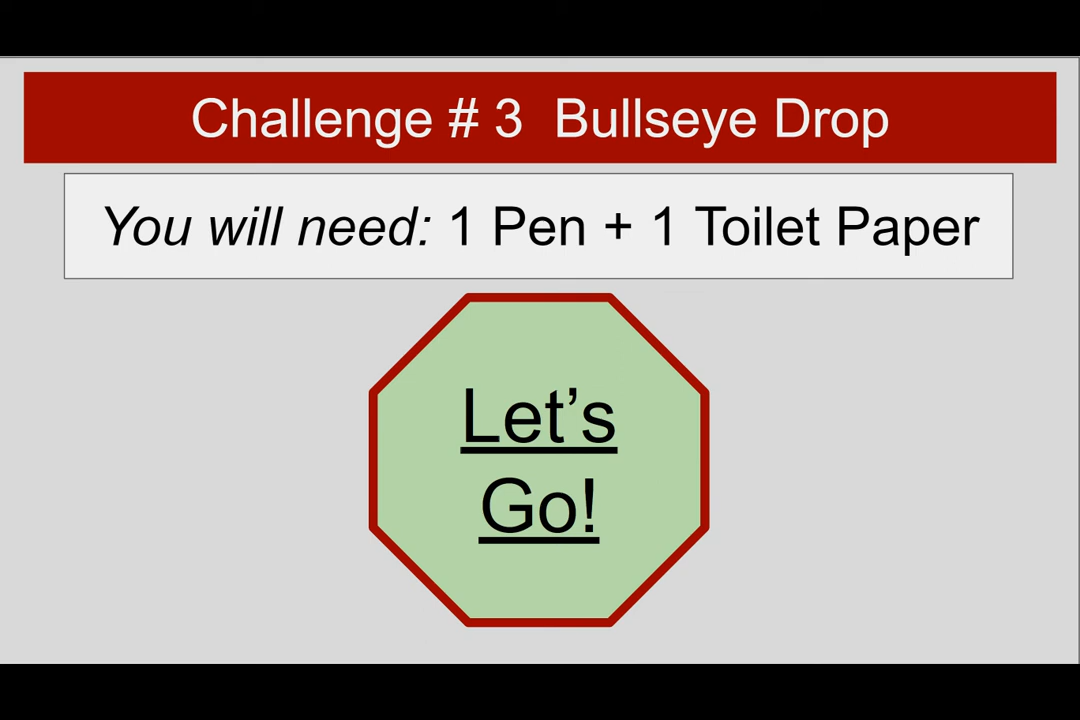 Challenge # 3  Bullseye Drop
You will need: 1 Pen + 1 Toilet Paper
Let’s
Go!